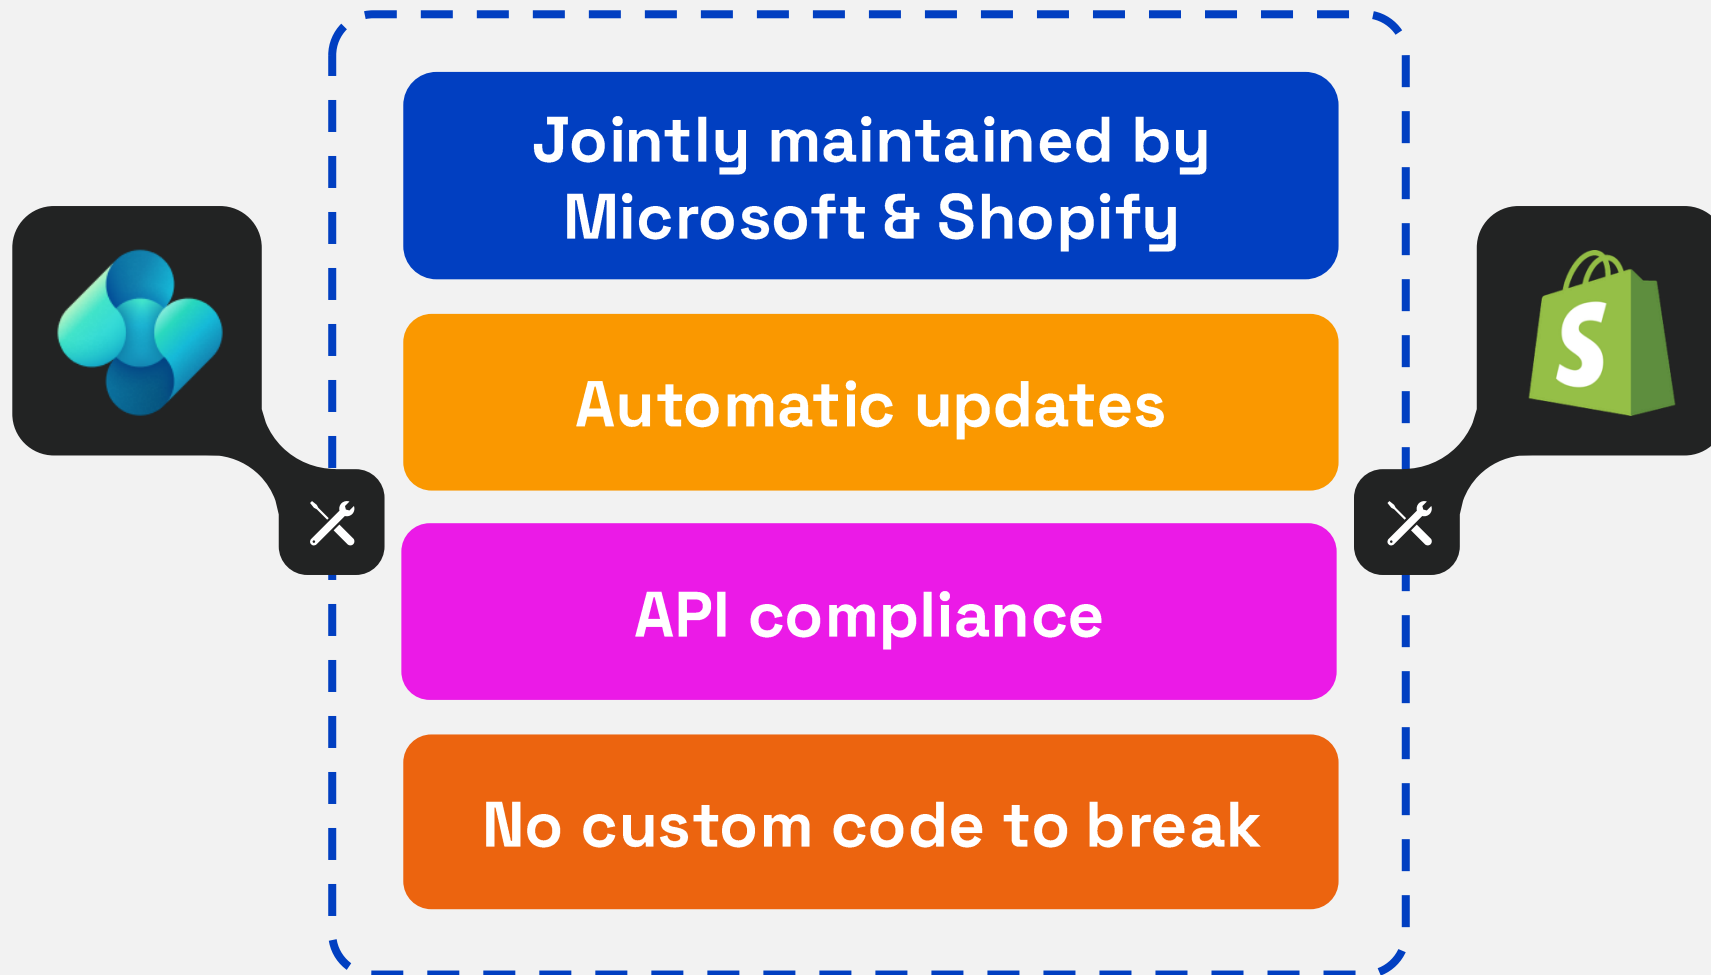 Jointly maintained by
Microsoft & Shopify
Automatic updates
S
API compliance
No custom code to break